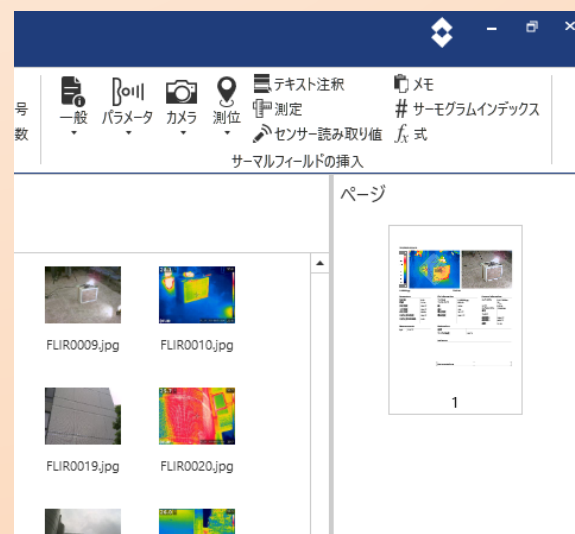 テキスト注釈
メモ
号
測定
# サーモグラムインデックス
一般
パラメータ
カメラ
測位
数
センサー読み取り値
fx 式
サーマルフィールドの挿入
ページ
FLIR0009.jpg
FLIR0010.jpg
1
FLIR0019.jpg
FLIR0020.jpg